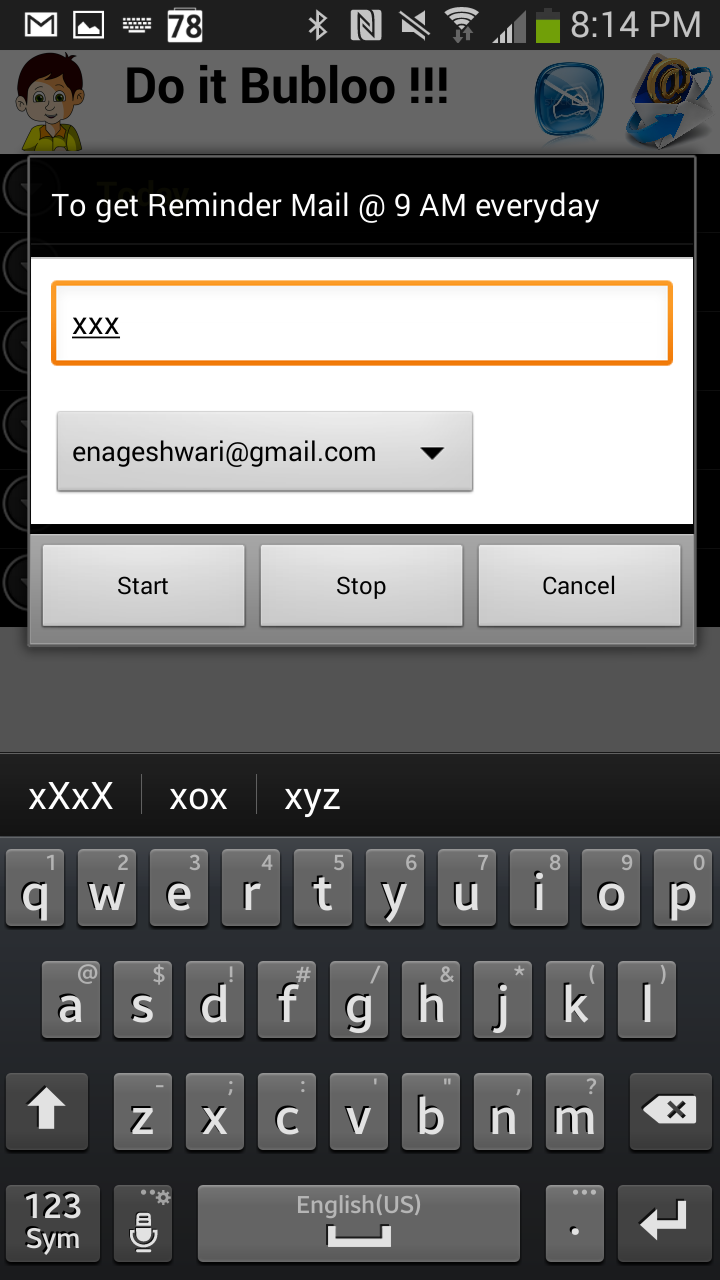 78 8:14 PM
Do it Bubloo !!!
Today
To get Reminder Mail @ 9 AM everyday
xxx
enageshwari@gmail.com
Start Stop Cancel
xXxX xox xyz
1 2 3 4 5 6 7 8 9 0
q w e r t y u i o p
@ $ ! # / & * ( )
a s d f g h j k l
- ; : ' " , ?
z x c v b n m
123 English(US)
Sym .